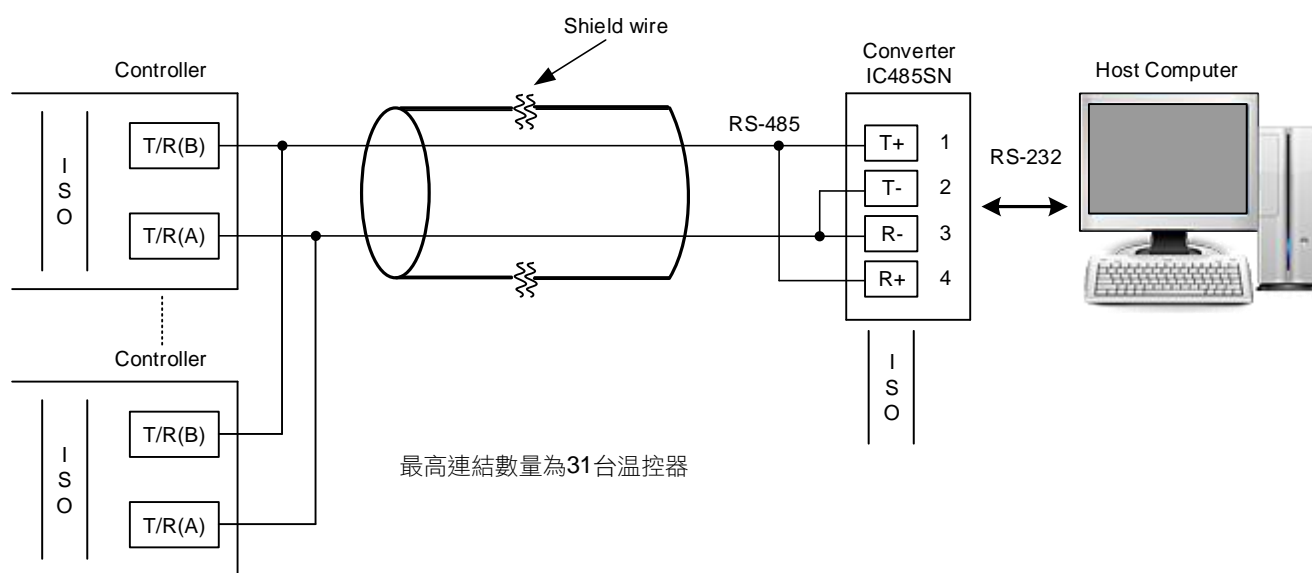 Shield wire
Controller
Converter
IC485SN
Host Computer
T/R(B)
RS-485
T+ 1
I
S
O
RS-232
T- 2
T/R(A)
R- 3
R+ 4
Controller
I
S
O
T/R(B)
I
S
O
最高連結數量為31台温控器
T/R(A)